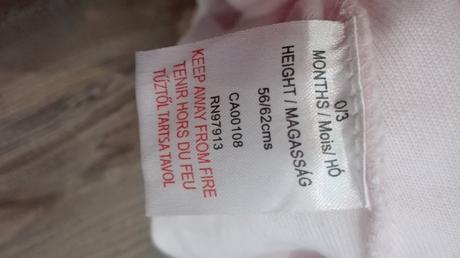 0/3
MONTHS / Mois/ HÓ
HEIGHT / MAGASSÁG
56/62cms
CA00108
RN97913
KEEP AWAY FROM FIRE
TENIR HORS DU FEU
TŰZTŐL TARTSA TAVOL